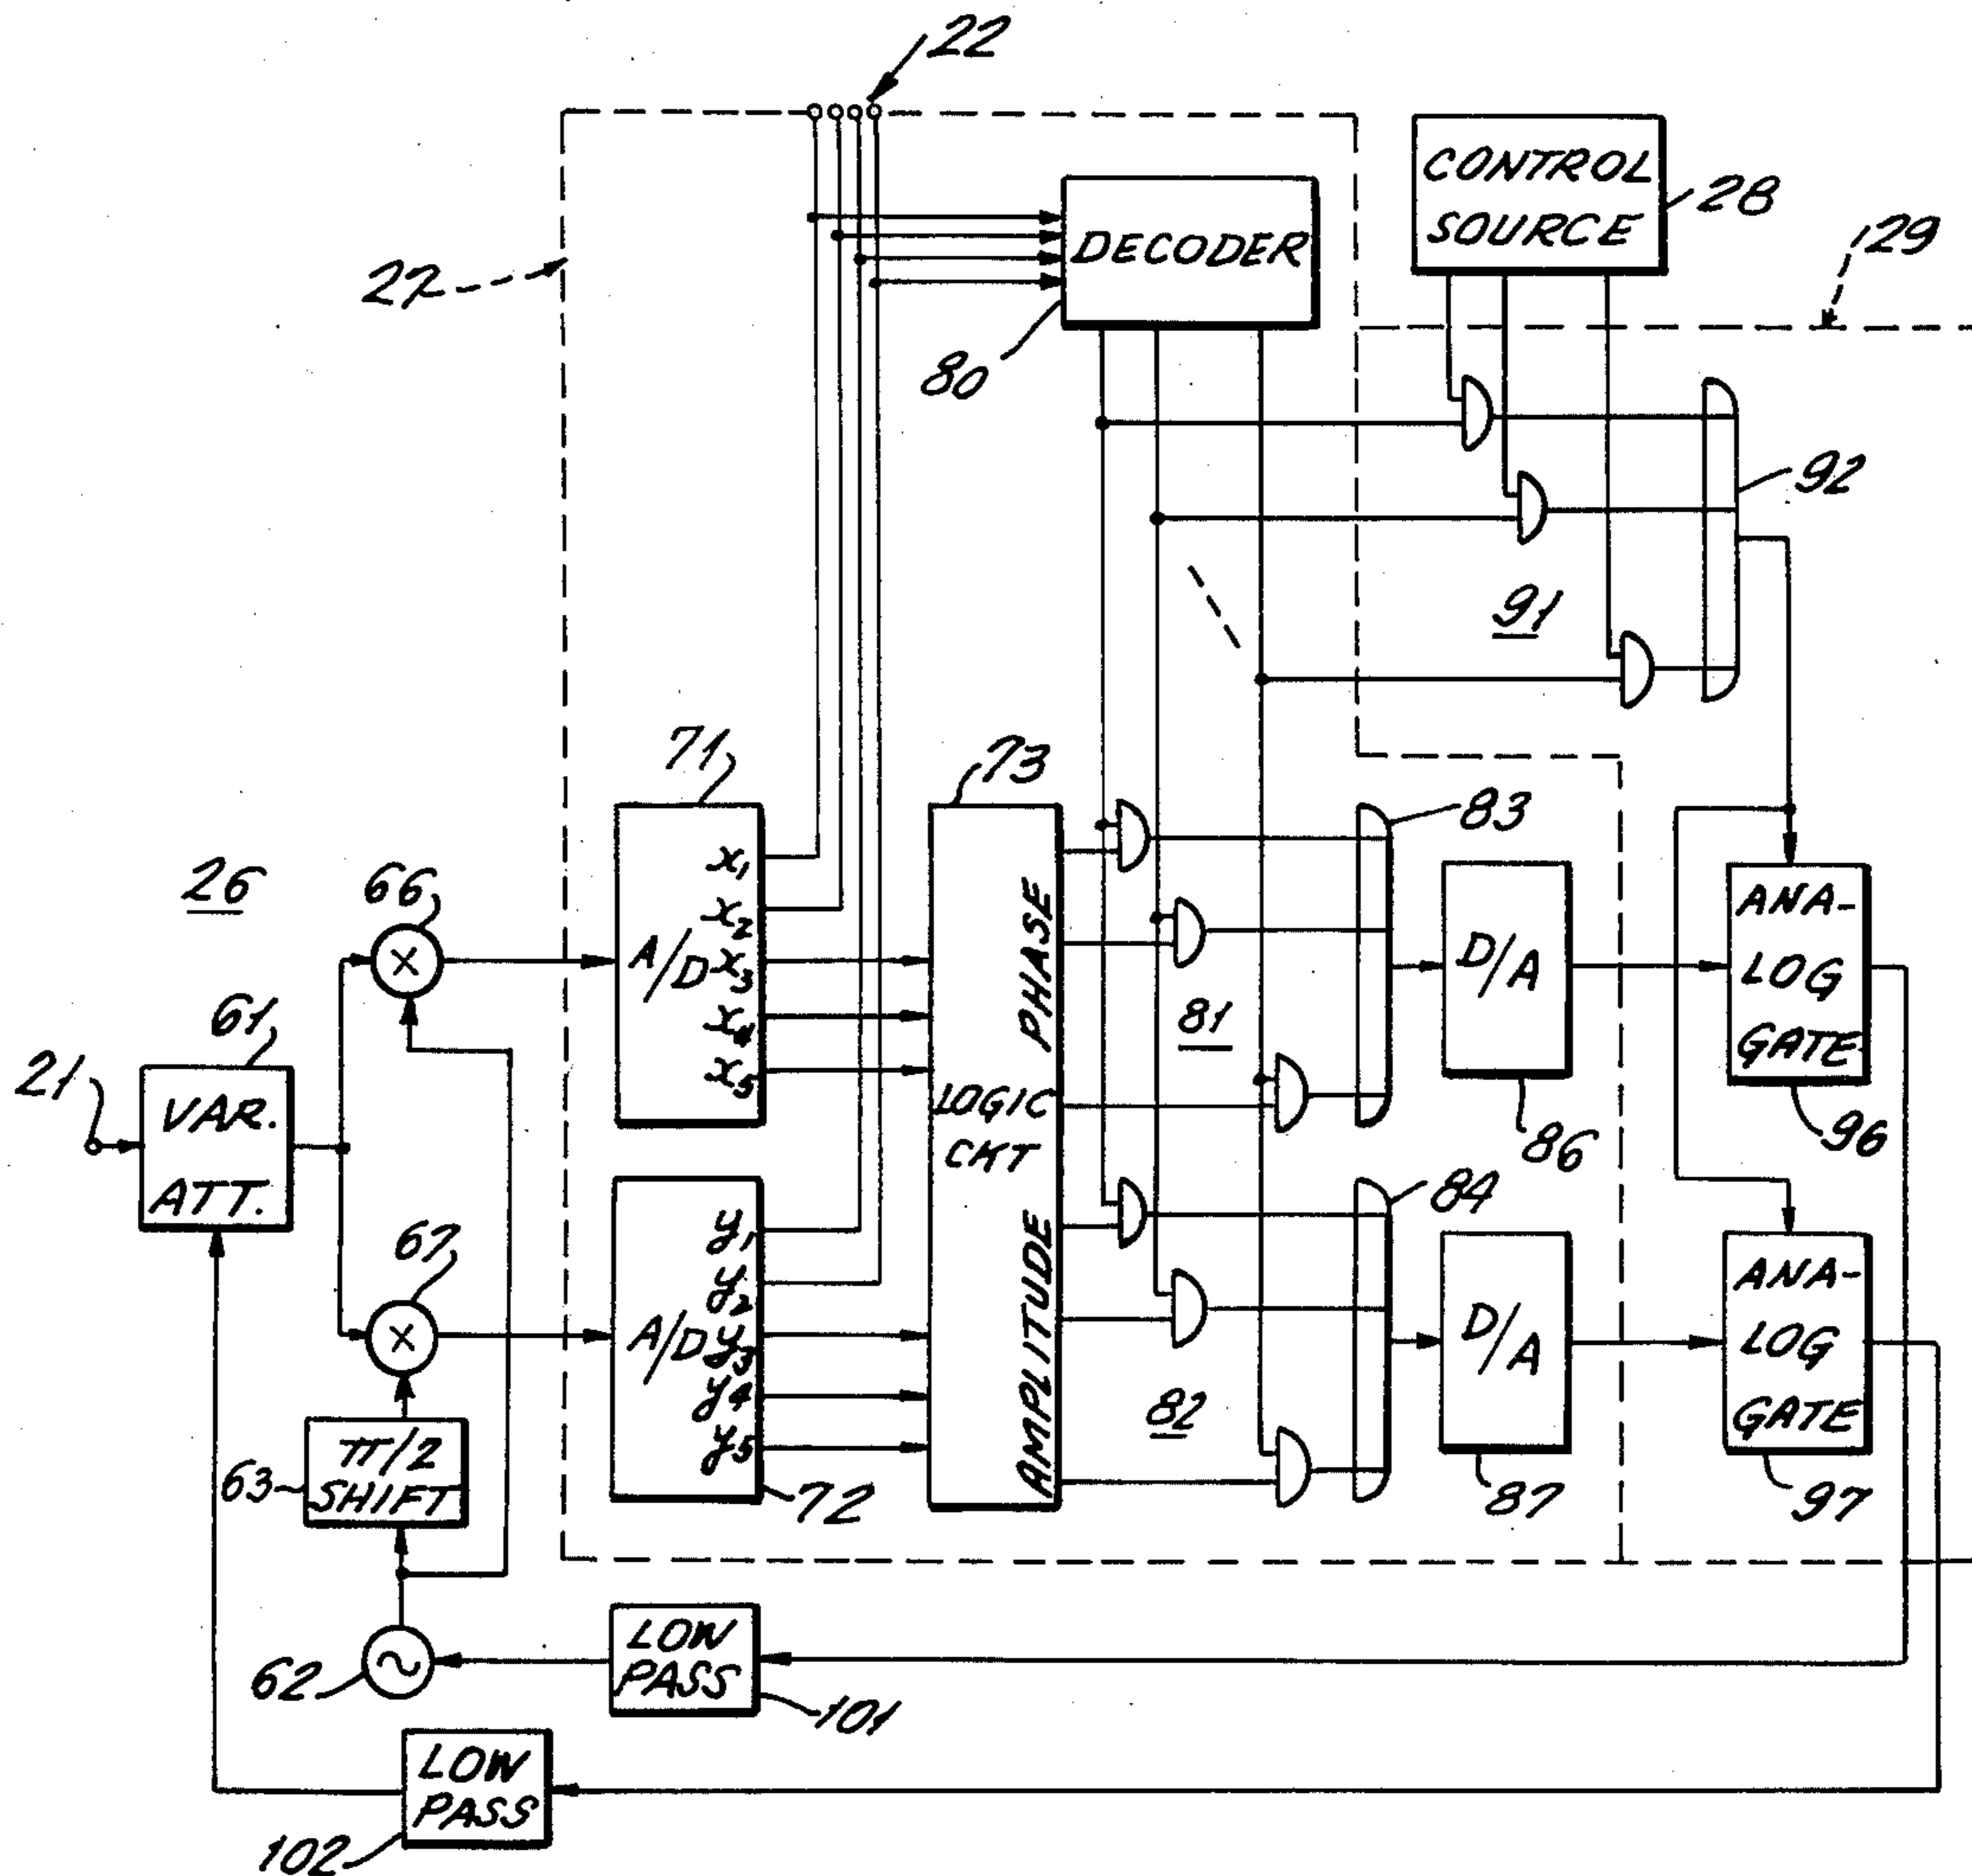 22
CONTROL
SOURCE
28
29
27
DECODER
80
92
91
71
73
83
26
66
x1
x2
A/D x3
x4
x5
PHASE
LOGIC
CKT
AMPLITUDE
81
D/A
86
ANA-
LOG
GATE
96
61
21
VAR.
ATT.
67
84
y1
y2
A/D y3
y4
y5
72
82
D/A
87
ANA-
LOG
GATE
97
π/2
SHIFT
63
62
LOW
PASS
101
LOW
PASS
102